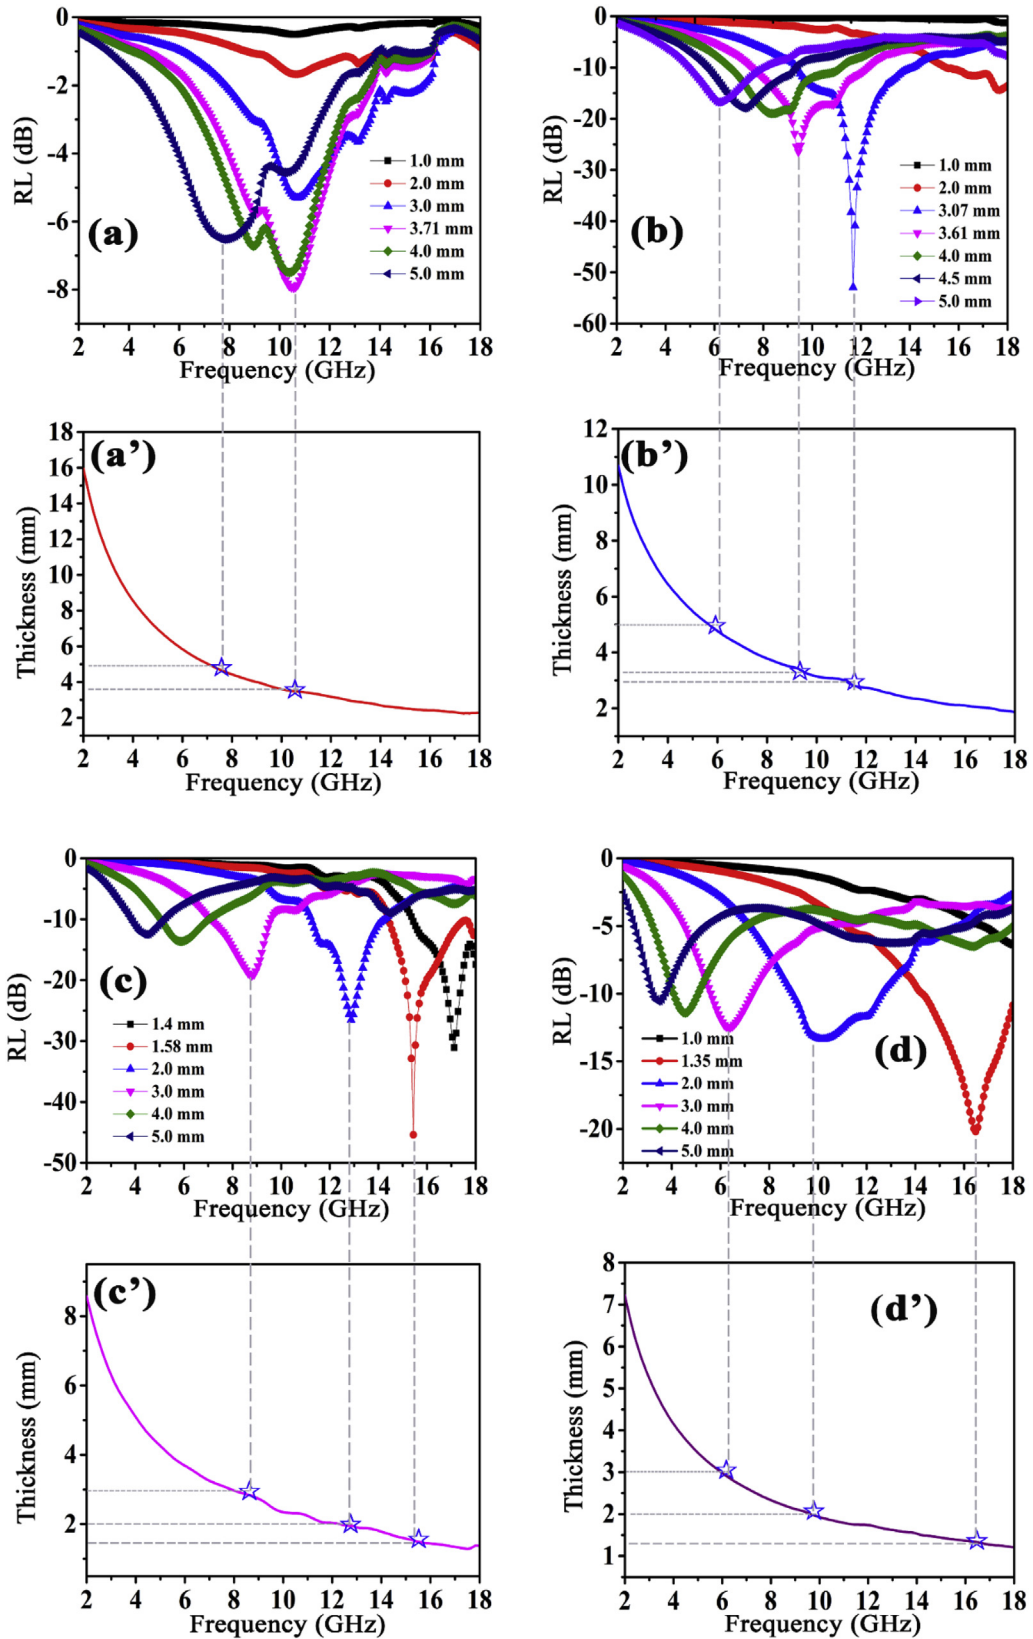 0
-2
-4
-6
-8
RL (dB)
(a)
1.0 mm
2.0 mm
3.0 mm
3.71 mm
4.0 mm
5.0 mm
2 4 6 8 10 12 14 16 18
Frequency (GHz)
0
-10
-20
-30
-40
-50
-60
RL (dB)
(b)
1.0 mm
2.0 mm
3.07 mm
3.61 mm
4.0 mm
4.5 mm
5.0 mm
2 4 6 8 10 12 14 16 18
Frequency (GHz)
18
16
14
12
10
8
6
4
2
Thickness (mm)
(a’)
2 4 6 8 10 12 14 16 18
Frequency (GHz)
12
10
8
6
4
2
Thickness (mm)
(b’)
2 4 6 8 10 12 14 16 18
Frequency (GHz)
0
-10
-20
-30
-40
-50
RL (dB)
(c)
1.4 mm
1.58 mm
2.0 mm
3.0 mm
4.0 mm
5.0 mm
2 4 6 8 10 12 14 16 18
Frequency (GHz)
0
-5
-10
-15
-20
RL (dB)
(d)
1.0 mm
1.35 mm
2.0 mm
3.0 mm
4.0 mm
5.0 mm
2 4 6 8 10 12 14 16 18
Frequency (GHz)
8
6
4
2
Thickness (mm)
(c’)
2 4 6 8 10 12 14 16 18
Frequency (GHz)
8
7
6
5
4
3
2
1
Thickness (mm)
(d’)
2 4 6 8 10 12 14 16 18
Frequency (GHz)